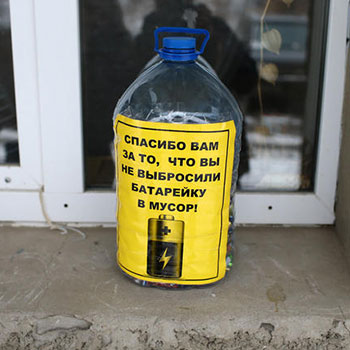 СПАСИБО ВАМ
ЗА ТО, ЧТО ВЫ
НЕ ВЫБРОСИЛИ
БАТАРЕЙКУ
В МУСОР!